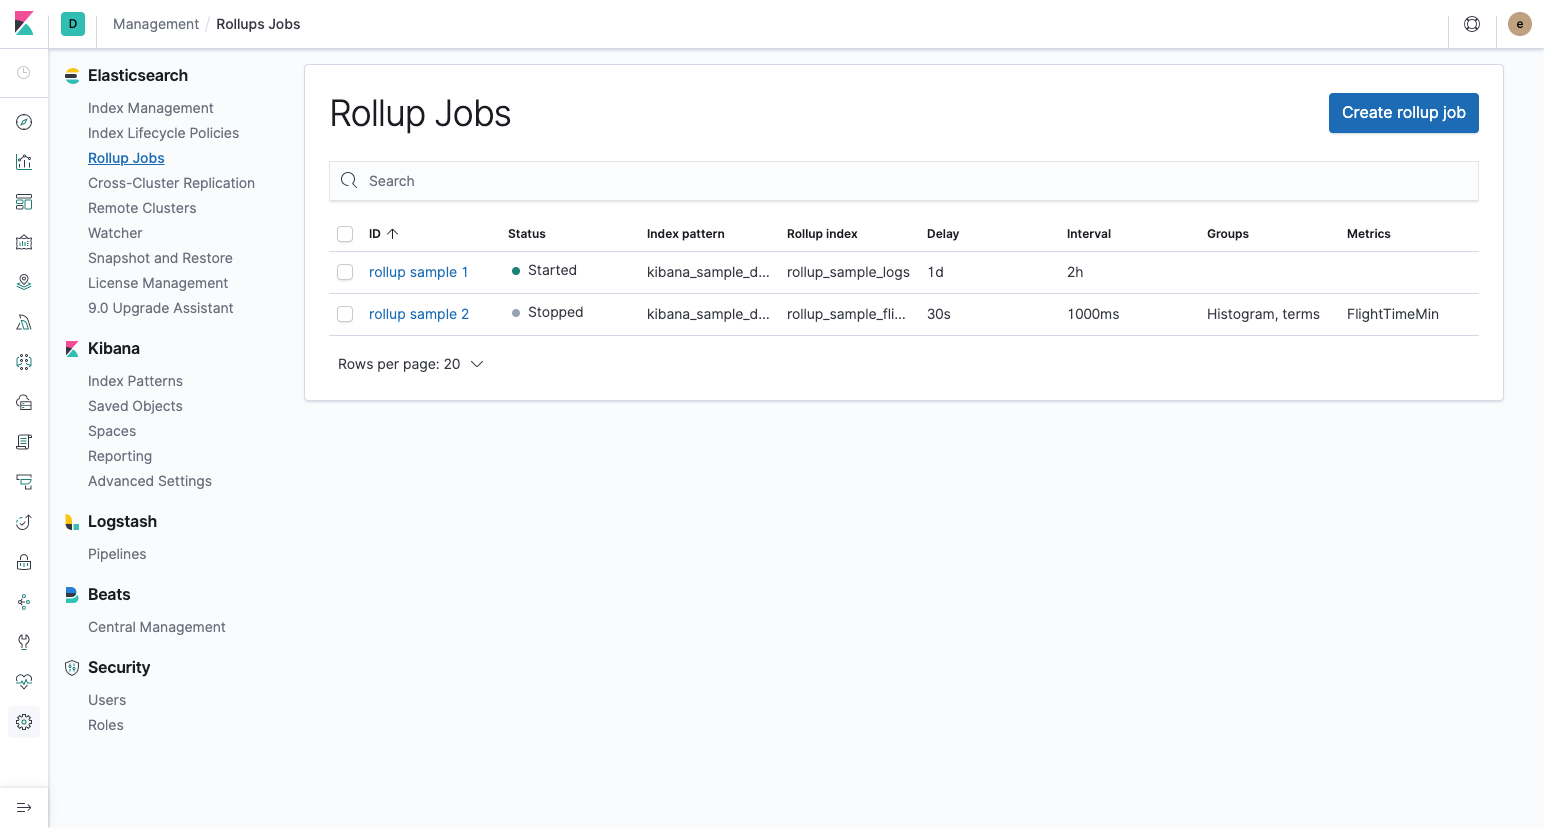 D Management / Rollups Jobs e
Elasticsearch
Index Management
Index Lifecycle Policies
Rollup Jobs
Cross-Cluster Replication
Remote Clusters
Watcher
Snapshot and Restore
License Management
9.0 Upgrade Assistant
Kibana
Index Patterns
Saved Objects
Spaces
Reporting
Advanced Settings
Logstash
Pipelines
Beats
Central Management
Security
Users
Roles
Rollup Jobs
Create rollup job
Search
ID Status Index pattern Rollup index Delay Interval Groups Metrics
rollup sample 1 Started kibana_sample_d... rollup_sample_logs 1d 2h
rollup sample 2 Stopped kibana_sample_d... rollup_sample_fli... 30s 1000ms Histogram, terms FlightTimeMin
Rows per page: 20